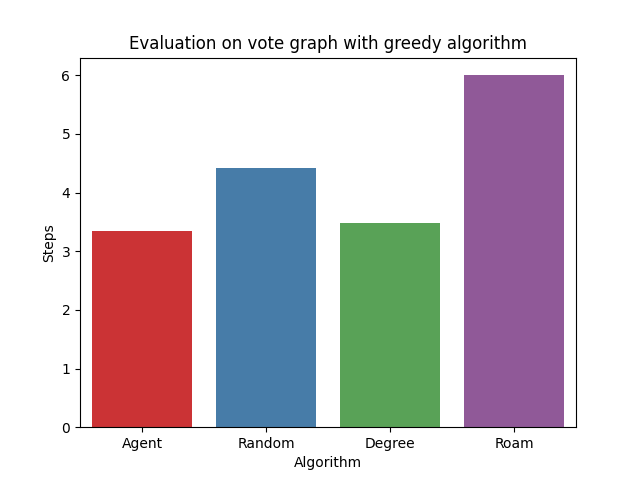 Evaluation on vote graph with greedy algorithm
6
5
4
3
2
1
0
Steps
Agent Random Degree Roam
Algorithm